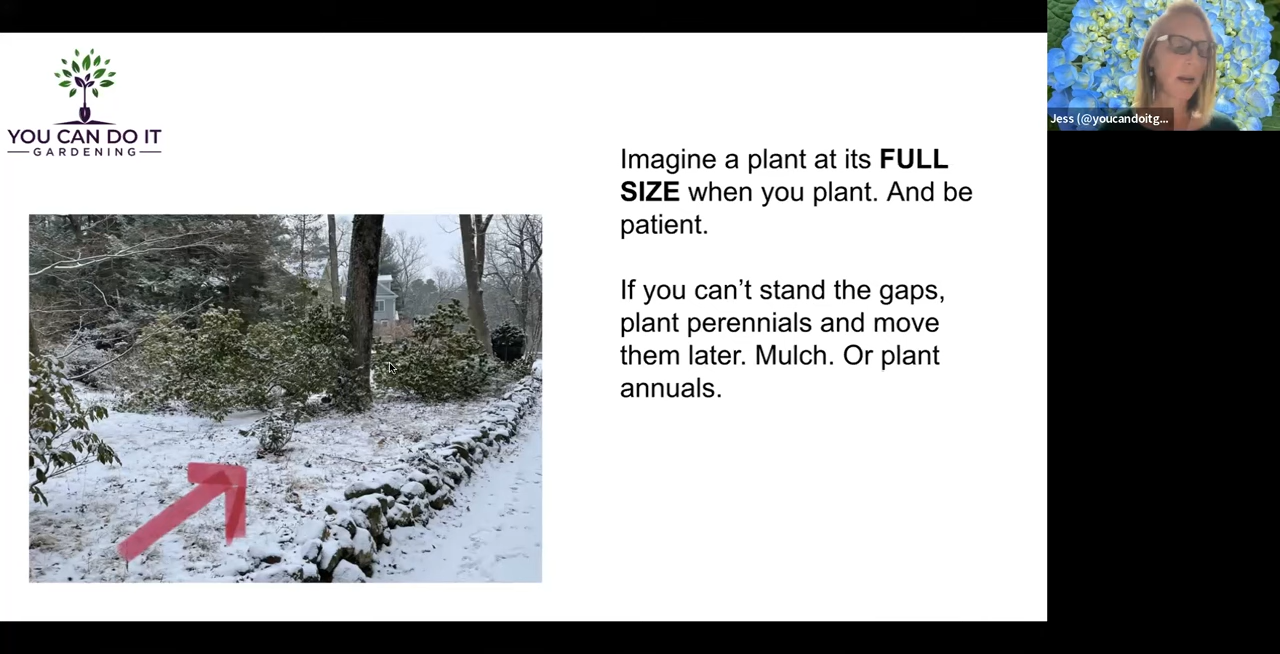 YOU CAN DO IT
GARDENING
Jess (@youcandoitg...
Imagine a plant at its FULL
SIZE when you plant. And be
patient.
If you can’t stand the gaps,
plant perennials and move
them later. Mulch. Or plant
annuals.